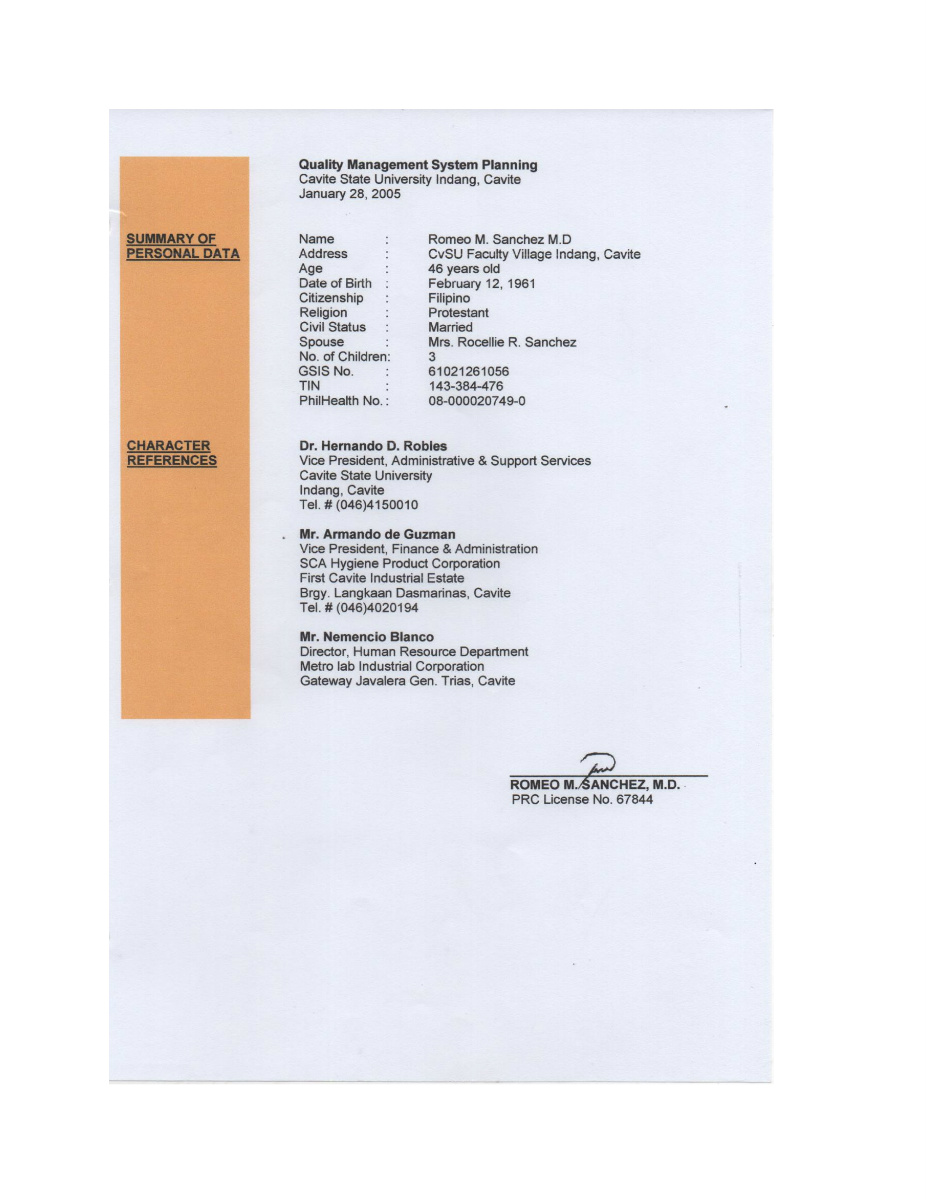 Quality Management System Planning
Cavite State University Indang, Cavite
January 28, 2005
SUMMARY OF
PERSONAL DATA
Name : Romeo M. Sanchez M.D
Address : CvSU Faculty Village Indang, Cavite
Age : 46 years old
Date of Birth : February 12, 1961
Citizenship : Filipino
Religion : Protestant
Civil Status : Married
Spouse : Mrs. Rocellie R. Sanchez
No. of Children: 3
GSIS No. : 61021261056
TIN : 143-384-476
PhilHealth No. : 08-000020749-0
CHARACTER
REFERENCES
Dr. Hernando D. Robles
Vice President, Administrative & Support Services
Cavite State University
Indang, Cavite
Tel. # (046)4150010
Mr. Armando de Guzman
Vice President, Finance & Administration
SCA Hygiene Product Corporation
First Cavite Industrial Estate
Brgy. Langkaan Dasmarinas, Cavite
Tel. # (046)4020194
Mr. Nemencio Blanco
Director, Human Resource Department
Metro lab Industrial Corporation
Gateway Javalera Gen. Trias, Cavite
ROMEO M. SANCHEZ, M.D.
PRC License No. 67844